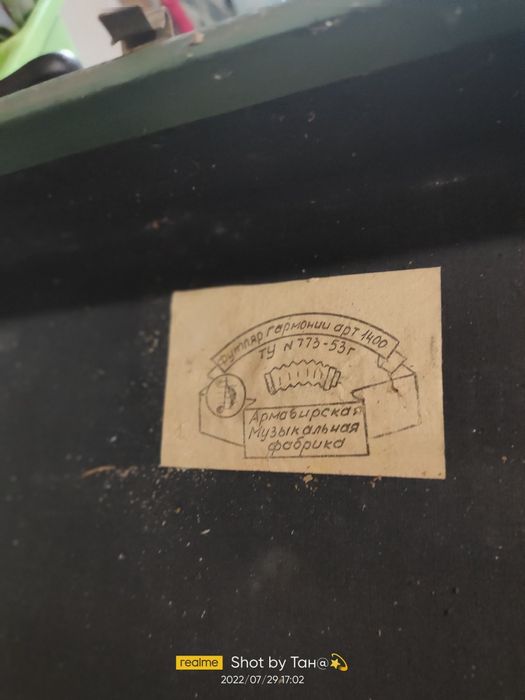 Футляр гармонии арт 1400
ТУ N 773-53г
Армавирская
Музыкальная
фабрика
realme Shot by Тан@💫
2022/07/29 17:02